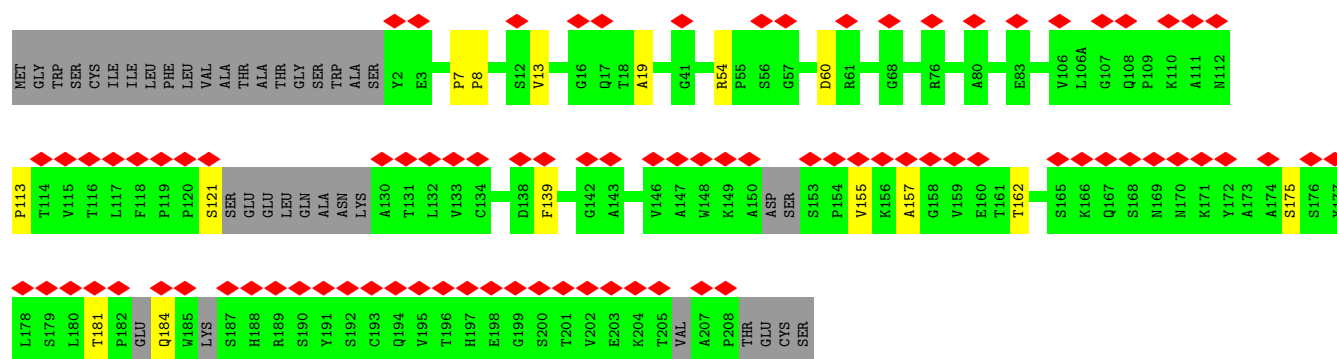 MET GLY TRP SER CYS ILE ILE LEU PHE LEU VAL ALA THR ALA THR GLY SER TRP ALA SER Y2 E3 P7 P8 S12 V13 G16 Q17 T18 A19 G41 R54 P55 S56 G57 D60 R61 G68 R76 A80 E83 V106 L106A G107 Q108 P109 K110 A111 N112
P113 T114 V115 T116 L117 F118 P119 P120 S121 SER GLU GLU LEU GLN ALA ASN LYS A130 T131 L132 V133 C134 D138 F139 G142 A143 V146 A147 W148 K149 A150 ASP SER S153 P154 V155 K156 A157 G158 V159 E160 T161 T162 S165 K166 Q167 S168 N169 N170 K171 Y172 A173 A174 S175 S176
L178 S179 L180 T181 P182 GLU Q184 W185 LYS S187 H188 R189 S190 Y191 S192 C193 Q194 V195 T196 H197 E198 G199 S200 T201 V202 E203 K204 T205 VAL A207 P208 THR GLU CYS SER